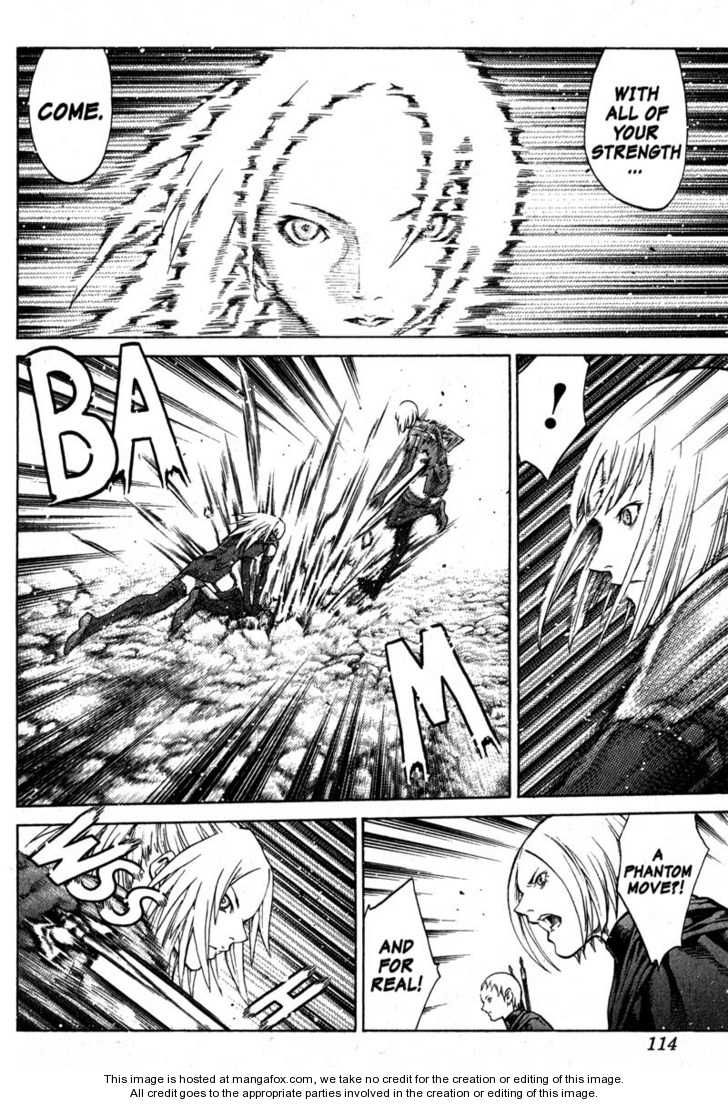 WITH
ALL OF
YOUR
STRENGTH
...
COME.
!
BAM
WSSS
A
PHANTOM
MOVE?!
AND
FOR
REAL!
114
This image is hosted at mangafox.com, we take no credit for the creation or editing of this image.
All credit goes to the appropriate parties involved in the creation or editing of this image.